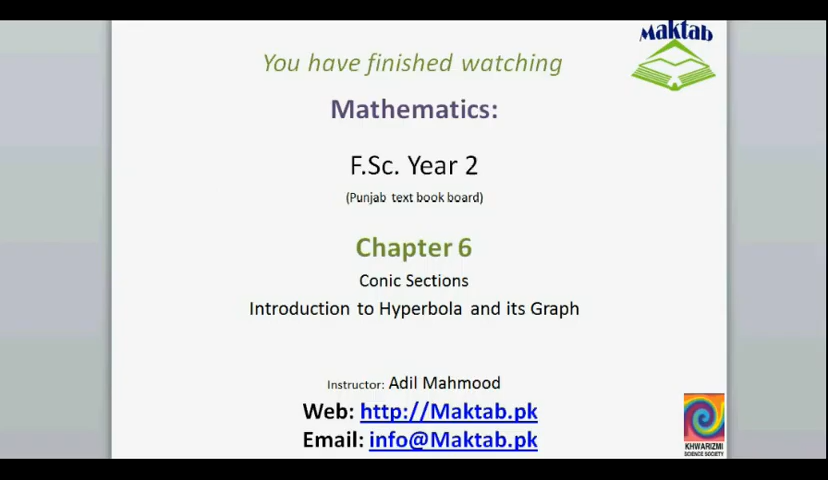 Maktab
You have finished watching
Mathematics:
F.Sc. Year 2
(Punjab text book board)
Chapter 6
Conic Sections
Introduction to Hyperbola and its Graph
Instructor: Adil Mahmood
Web: http://Maktab.pk
Email: info@Maktab.pk
KHWARIZMI
SCIENCE SOCIETY